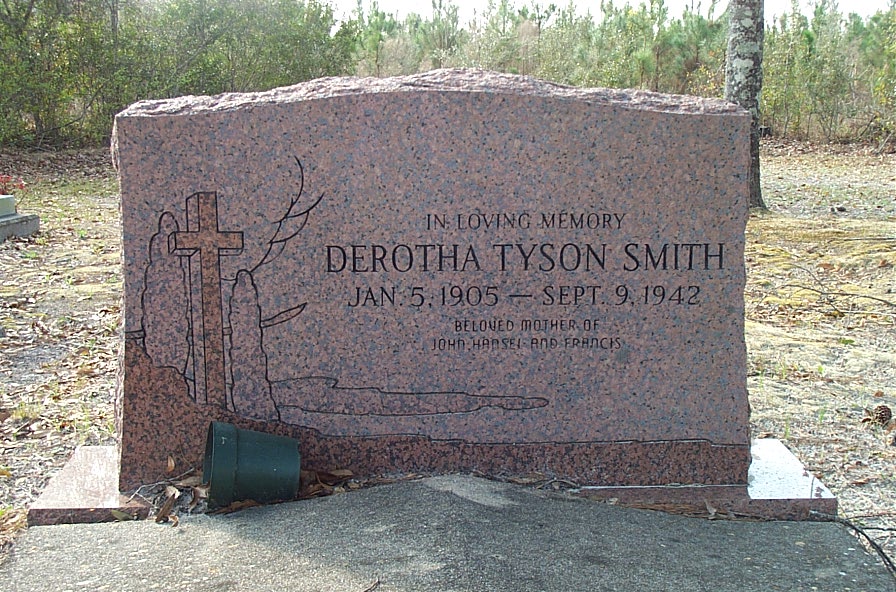 IN LOVING MEMORY
DEROTHA TYSON SMITH
JAN. 5, 1905 — SEPT. 9, 1942
BELOVED MOTHER OF
JOHN, HANSEL AND FRANCIS